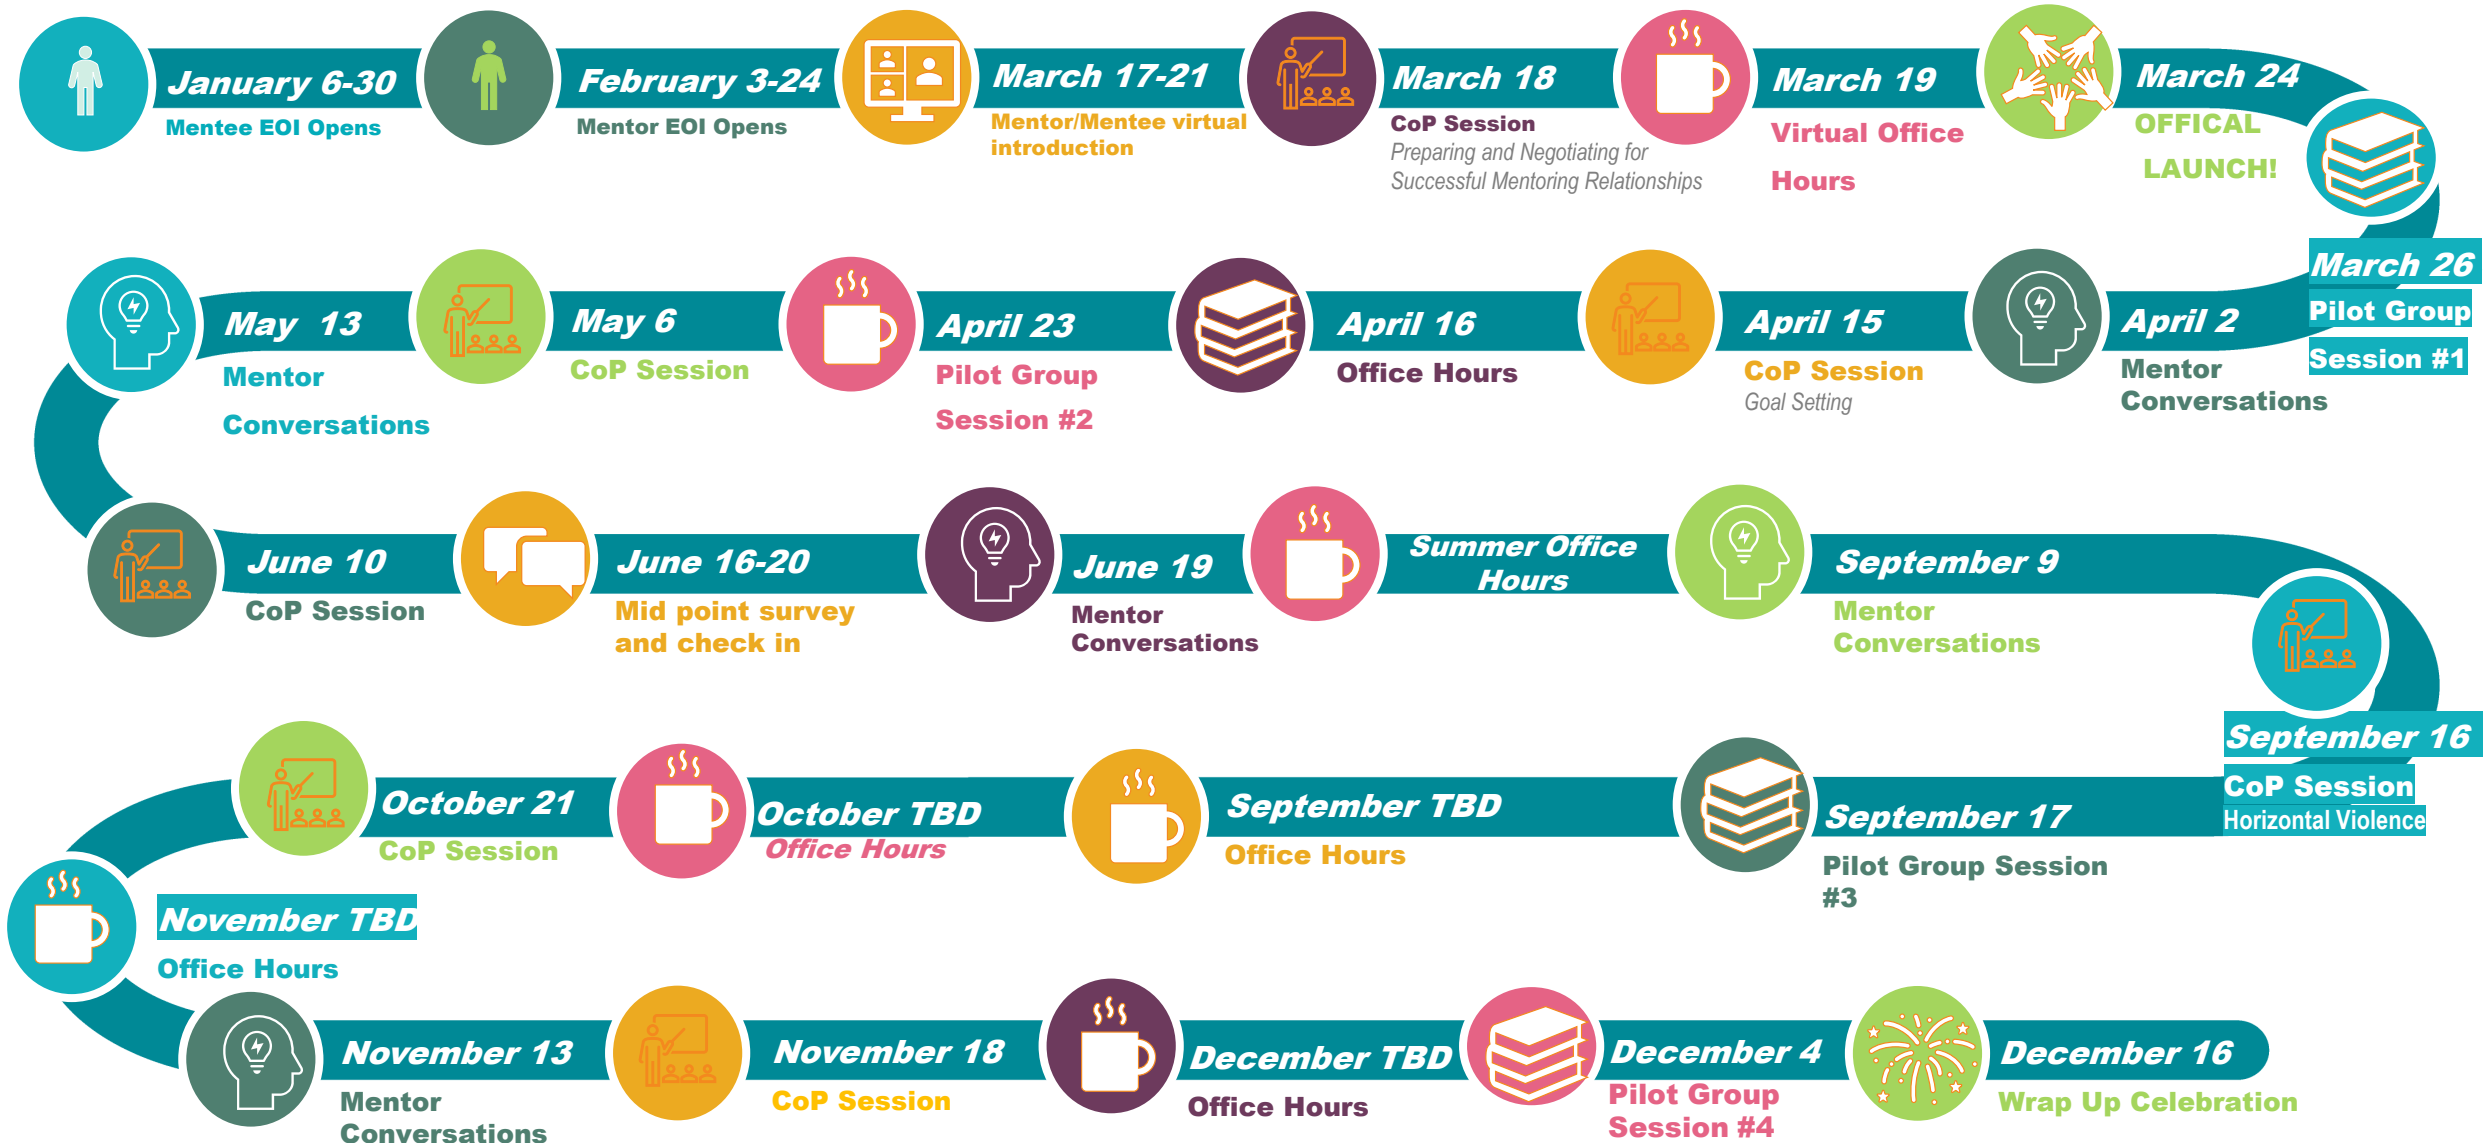 January 6-30
Mentee EOI Opens
February 3-24
Mentor EOI Opens
March 17-21
Mentor/Mentee virtual
introduction
March 18
CoP Session
Preparing and Negotiating for
Successful Mentoring Relationships
March 19
Virtual Office
Hours
March 24
OFFICAL
LAUNCH!
March 26
Pilot Group
Session #1
April 2
Mentor
Conversations
April 15
CoP Session
Goal Setting
April 16
Office Hours
April 23
Pilot Group
Session #2
May 6
CoP Session
May 13
Mentor
Conversations
June 10
CoP Session
June 16-20
Mid point survey
and check in
June 19
Mentor
Conversations
Summer Office
Hours
September 9
Mentor
Conversations
September 16
CoP Session
Horizontal Violence
September 17
Pilot Group Session
#3
September TBD
Office Hours
October TBD
Office Hours
October 21
CoP Session
November TBD
Office Hours
November 13
Mentor
Conversations
November 18
CoP Session
December TBD
Office Hours
December 4
Pilot Group
Session #4
December 16
Wrap Up Celebration